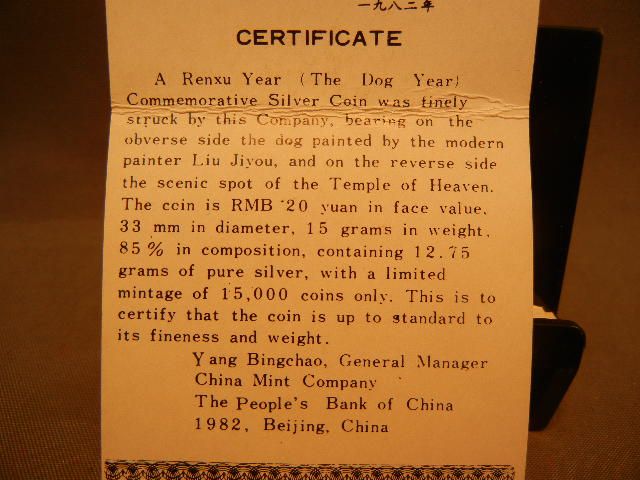 一九八二年
CERTIFICATE
A Renxu Year (The Dog Year)
Commemorative Silver Coin was finely
struck by this Company, bearing on the
obverse side the dog painted by the modern
painter Liu Jiyou, and on the reverse side
the scenic spot of the Temple of Heaven.
The coin is RMB 20 yuan in face value,
33 mm in diameter, 15 grams in weight,
85% in composition, containing 12.75
grams of pure silver, with a limited
mintage of 15,000 coins only. This is to
certify that the coin is up to standard to
its fineness and weight.
Yang Bingchao, General Manager
China Mint Company
The People's Bank of China
1982, Beijing, China